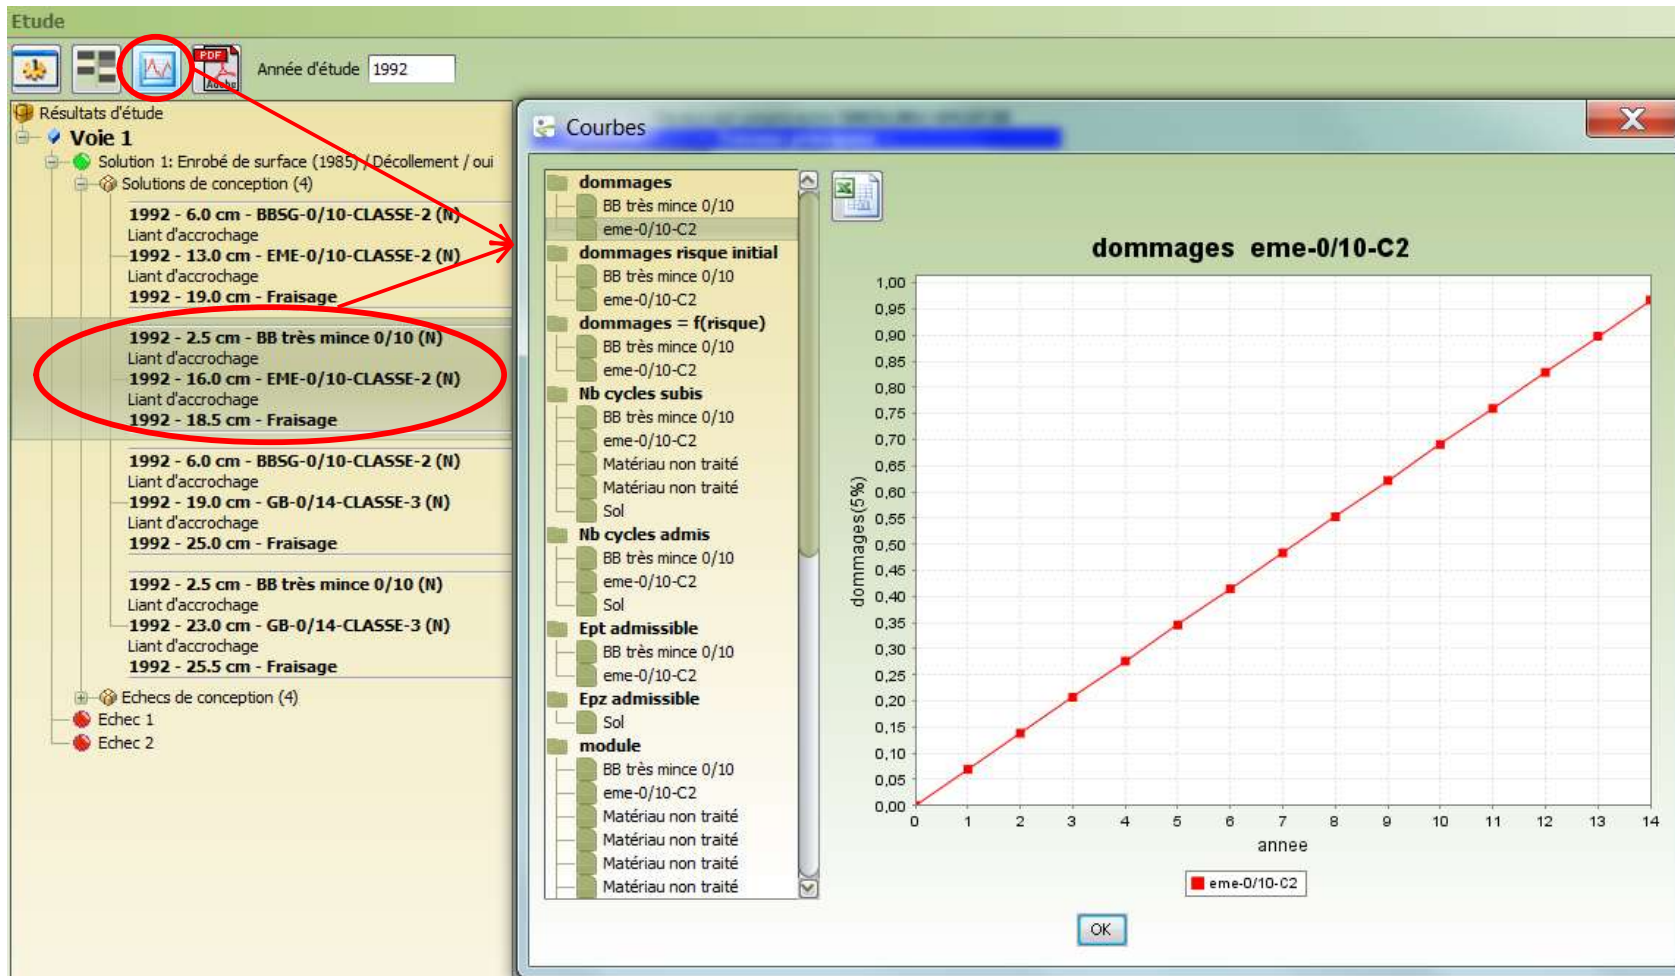 Etude
PDF
Adobe
Année d'étude 1992
Résultats d'étude
Voie 1
Solution 1: Enrobé de surface (1985) / Décollement / oui
Solutions de conception (4)
1992 - 6.0 cm - BBSG-0/10-CLASSE-2 (N)
Liant d'accrochage
1992 - 13.0 cm - EME-0/10-CLASSE-2 (N)
Liant d'accrochage
1992 - 19.0 cm - Fraisage
1992 - 2.5 cm - BB très mince 0/10 (N)
Liant d'accrochage
1992 - 16.0 cm - EME-0/10-CLASSE-2 (N)
Liant d'accrochage
1992 - 18.5 cm - Fraisage
1992 - 6.0 cm - BBSG-0/10-CLASSE-2 (N)
Liant d'accrochage
1992 - 19.0 cm - GB-0/14-CLASSE-3 (N)
Liant d'accrochage
1992 - 25.0 cm - Fraisage
1992 - 2.5 cm - BB très mince 0/10 (N)
Liant d'accrochage
1992 - 23.0 cm - GB-0/14-CLASSE-3 (N)
Liant d'accrochage
1992 - 25.5 cm - Fraisage
Echecs de conception (4)
Echec 1
Echec 2
Courbes
X
dommages
BB très mince 0/10
eme-0/10-C2
dommages risque initial
BB très mince 0/10
eme-0/10-C2
dommages = f(risque)
BB très mince 0/10
eme-0/10-C2
Nb cycles subis
BB très mince 0/10
eme-0/10-C2
Matériau non traité
Matériau non traité
Sol
Nb cycles admis
BB très mince 0/10
eme-0/10-C2
Sol
Ept admissible
BB très mince 0/10
eme-0/10-C2
Epz admissible
Sol
module
BB très mince 0/10
eme-0/10-C2
Matériau non traité
Matériau non traité
Matériau non traité
Matériau non traité
dommages eme-0/10-C2
1,00
0,95
0,90
0,85
0,80
0,75
0,70
0,65
0,60
0,55
0,50
0,45
0,40
0,35
0,30
0,25
0,20
0,15
0,10
0,05
0,00
dommages(5%)
0 1 2 3 4 5 6 7 8 9 10 11 12 13 14
annee
eme-0/10-C2
OK